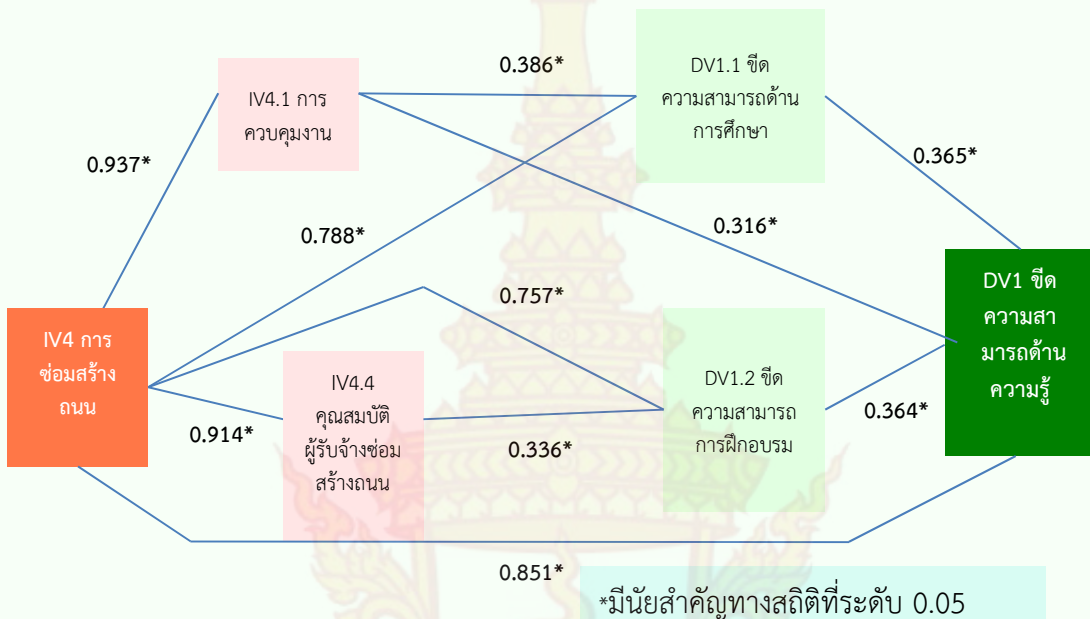 0.386*
DV1.1 ขีด
ความสามารถด้าน
การศึกษา
IV4.1 การ
ควบคุมงาน
0.937*
0.365*
0.788*
0.316*
0.757*
DV1 ขีด
ความสา
มารถด้าน
ความรู้
IV4 การ
ซ่อมสร้าง
ถนน
IV4.4
คุณสมบัติ
ผู้รับจ้างซ่อม
สร้างถนน
DV1.2 ขีด
ความสามารถ
การฝึกอบรม
0.914*
0.336*
0.364*
0.851*
*มีนัยสำคัญทางสถิติที่ระดับ 0.05